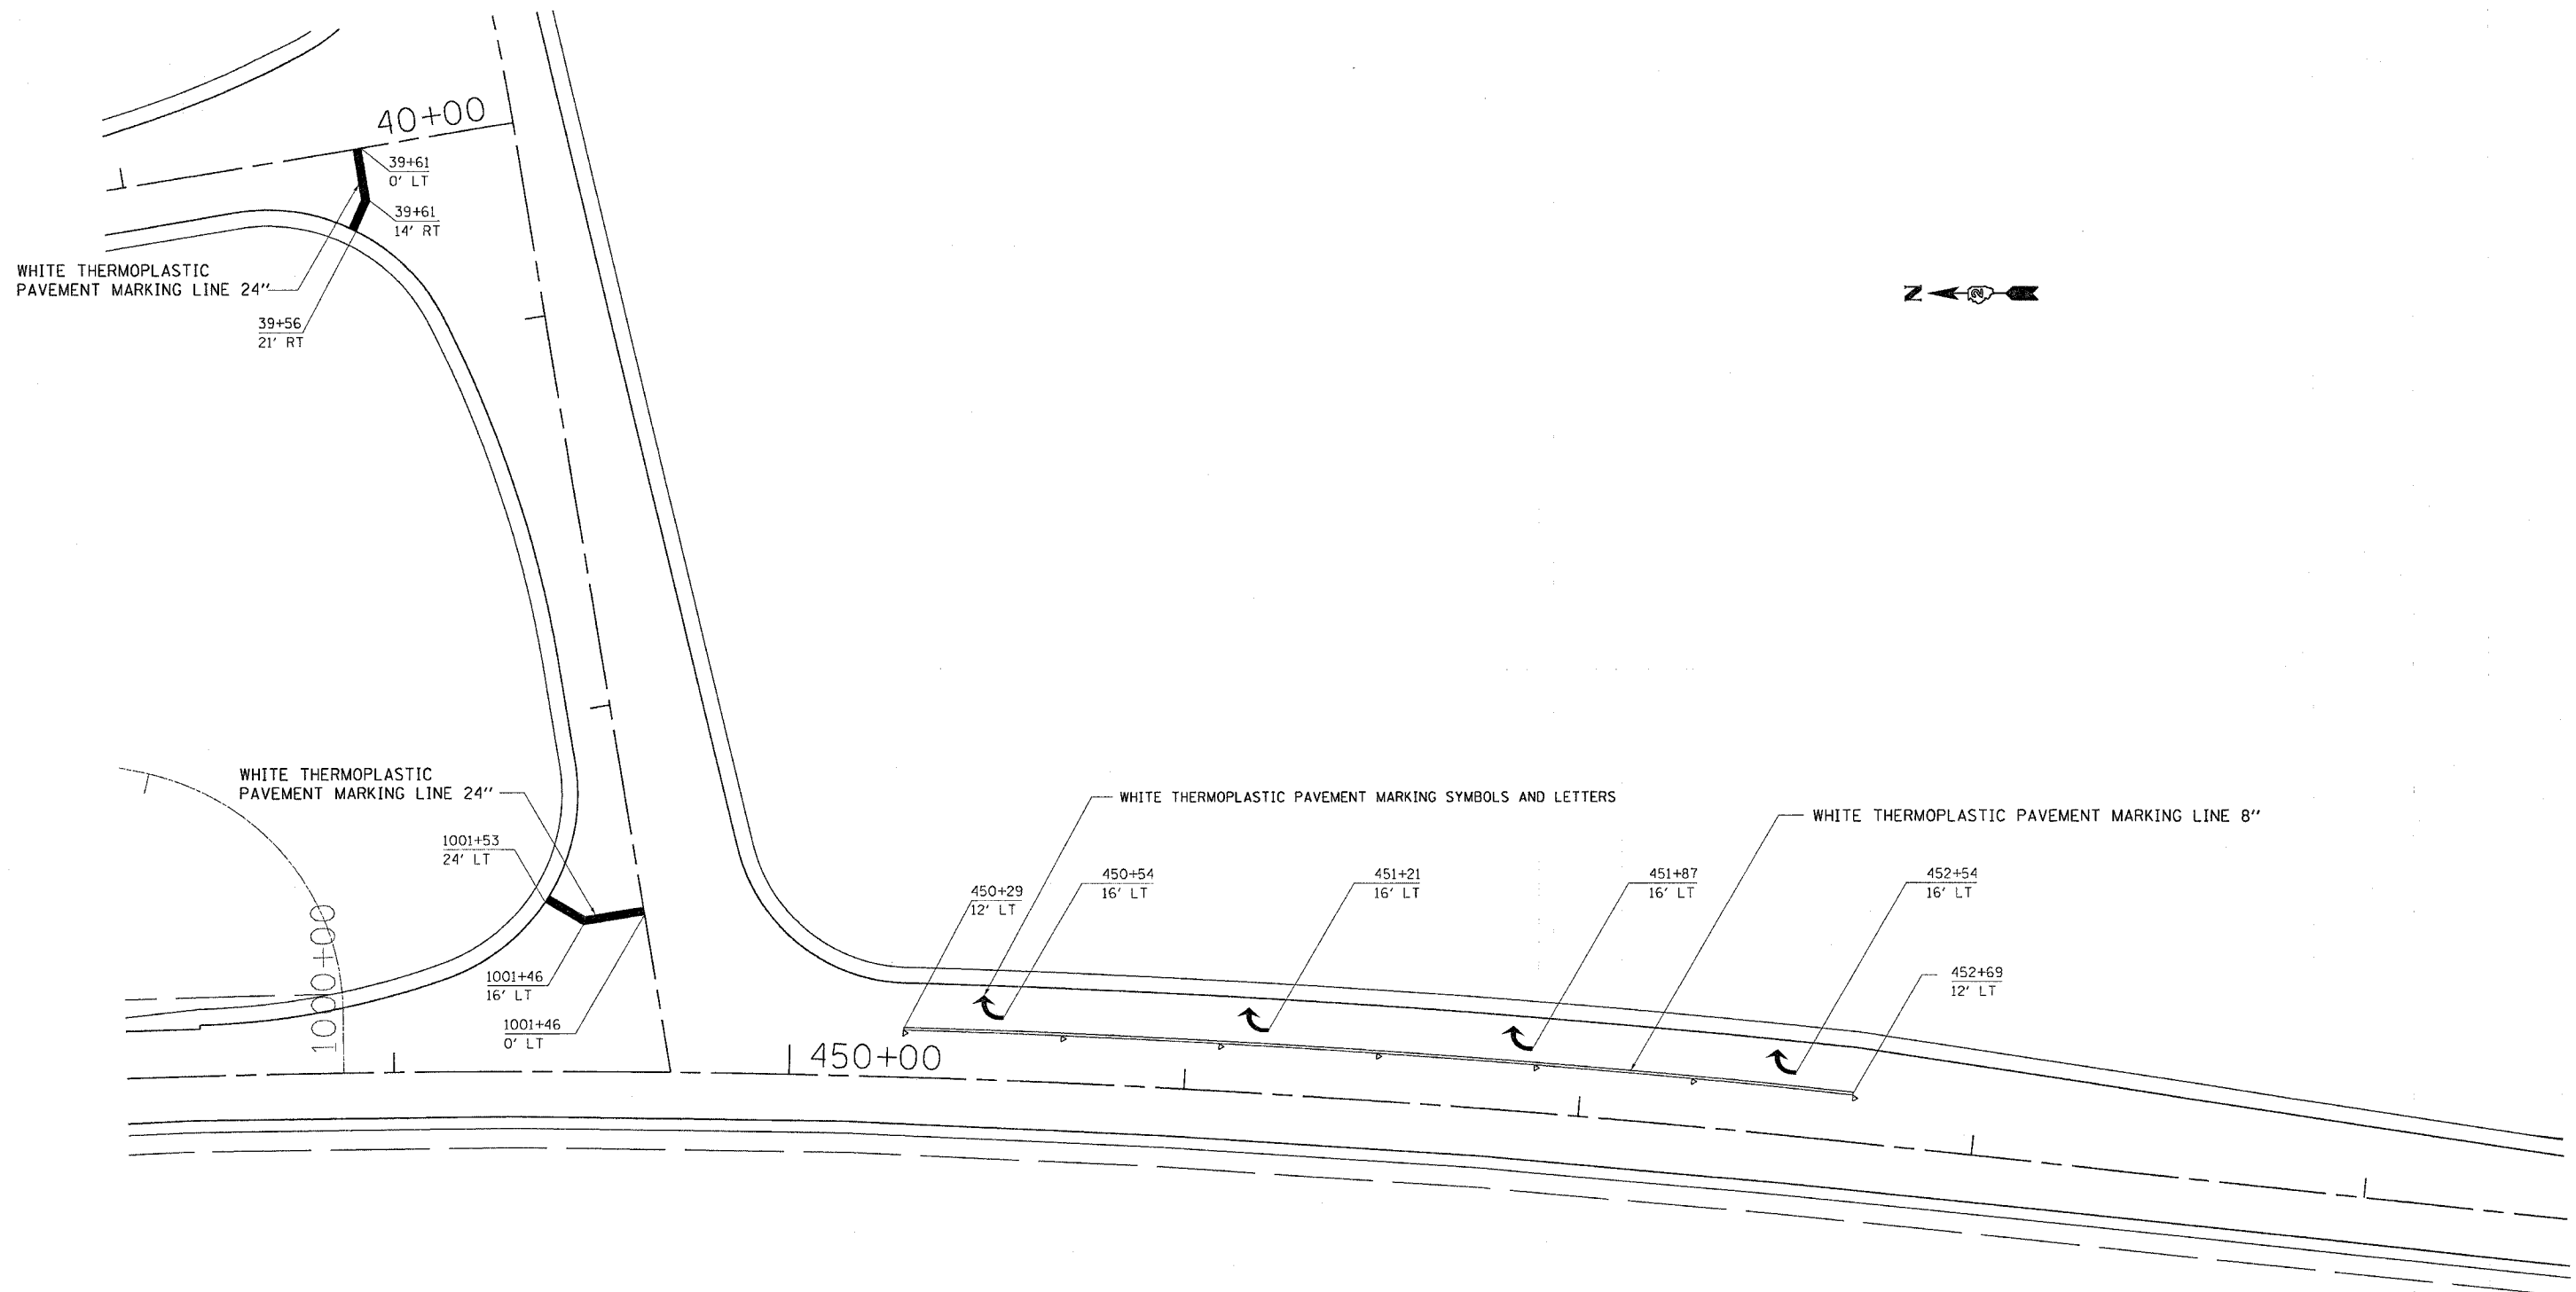 40+00
39+61
0' LT
39+61
14' RT
WHITE THERMOPLASTIC
PAVEMENT MARKING LINE 24"
39+56
21' RT
N
2
WHITE THERMOPLASTIC
PAVEMENT MARKING LINE 24"
1001+53
24' LT
1001+46
16' LT
1001+46
0' LT
1000+00
WHITE THERMOPLASTIC PAVEMENT MARKING SYMBOLS AND LETTERS
WHITE THERMOPLASTIC PAVEMENT MARKING LINE 8"
450+29
12' LT
450+54
16' LT
451+21
16' LT
451+87
16' LT
452+54
16' LT
452+69
12' LT
450+00